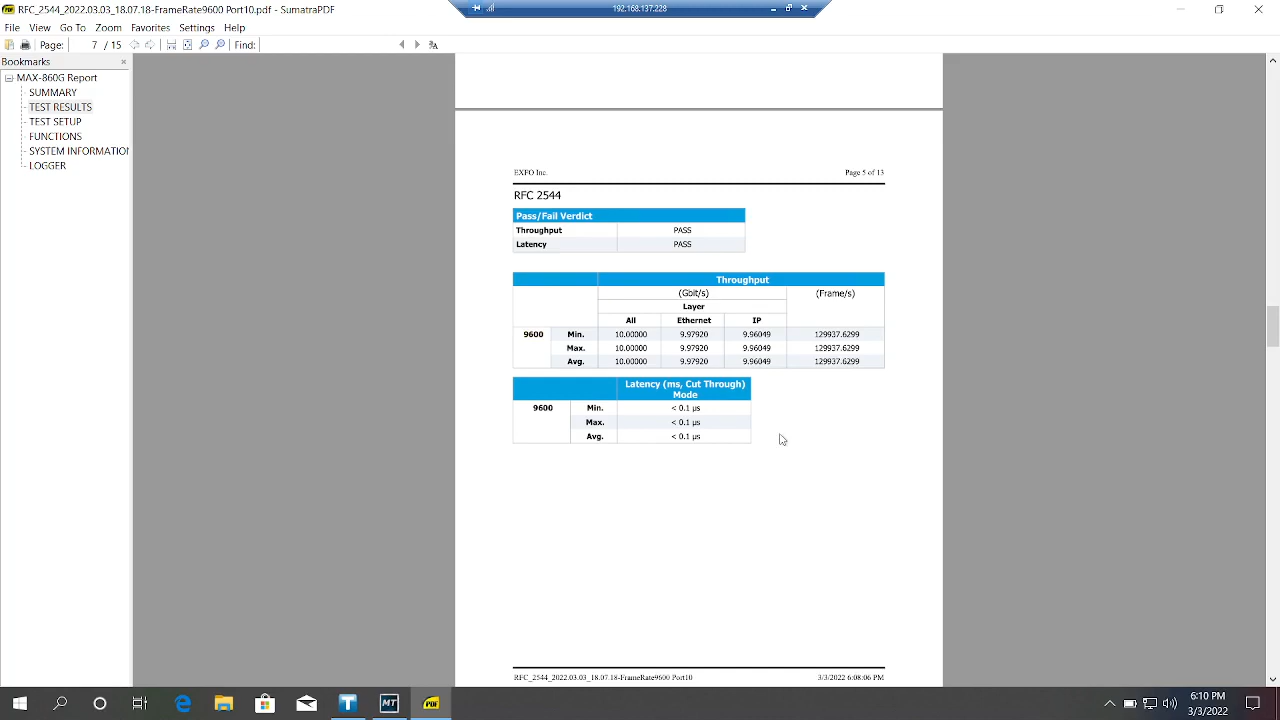 RFC_2544_2022.03.03_18.07.18-FrameRate9600 Port10.pdf - SumatraPDF
192.168.137.228
File View Go To Zoom Favorites Settings Help
Page: 7 / 15 Find:
Bookmarks
MAX-860G Report
SUMMARY
TEST RESULTS
TEST SETUP
FUNCTIONS
SYSTEM INFORMATION
LOGGER
EXFO Inc. Page 5 of 13
RFC 2544
Pass/Fail Verdict
Throughput PASS
Latency PASS
Throughput
(Gbit/s) (Frame/s)
Layer
All Ethernet IP
9600 Min. 10.00000 9.97920 9.96049 129937.6299
Max. 10.00000 9.97920 9.96049 129937.6299
Avg. 10.00000 9.97920 9.96049 129937.6299
Latency (ms, Cut Through)
Mode
9600 Min. < 0.1 µs
Max. < 0.1 µs
Avg. < 0.1 µs
RFC_2544_2022.03.03_18.07.18-FrameRate9600 Port10 3/3/2022 6:08:06 PM
T MT PDF
6:10 PM
3/3/2022